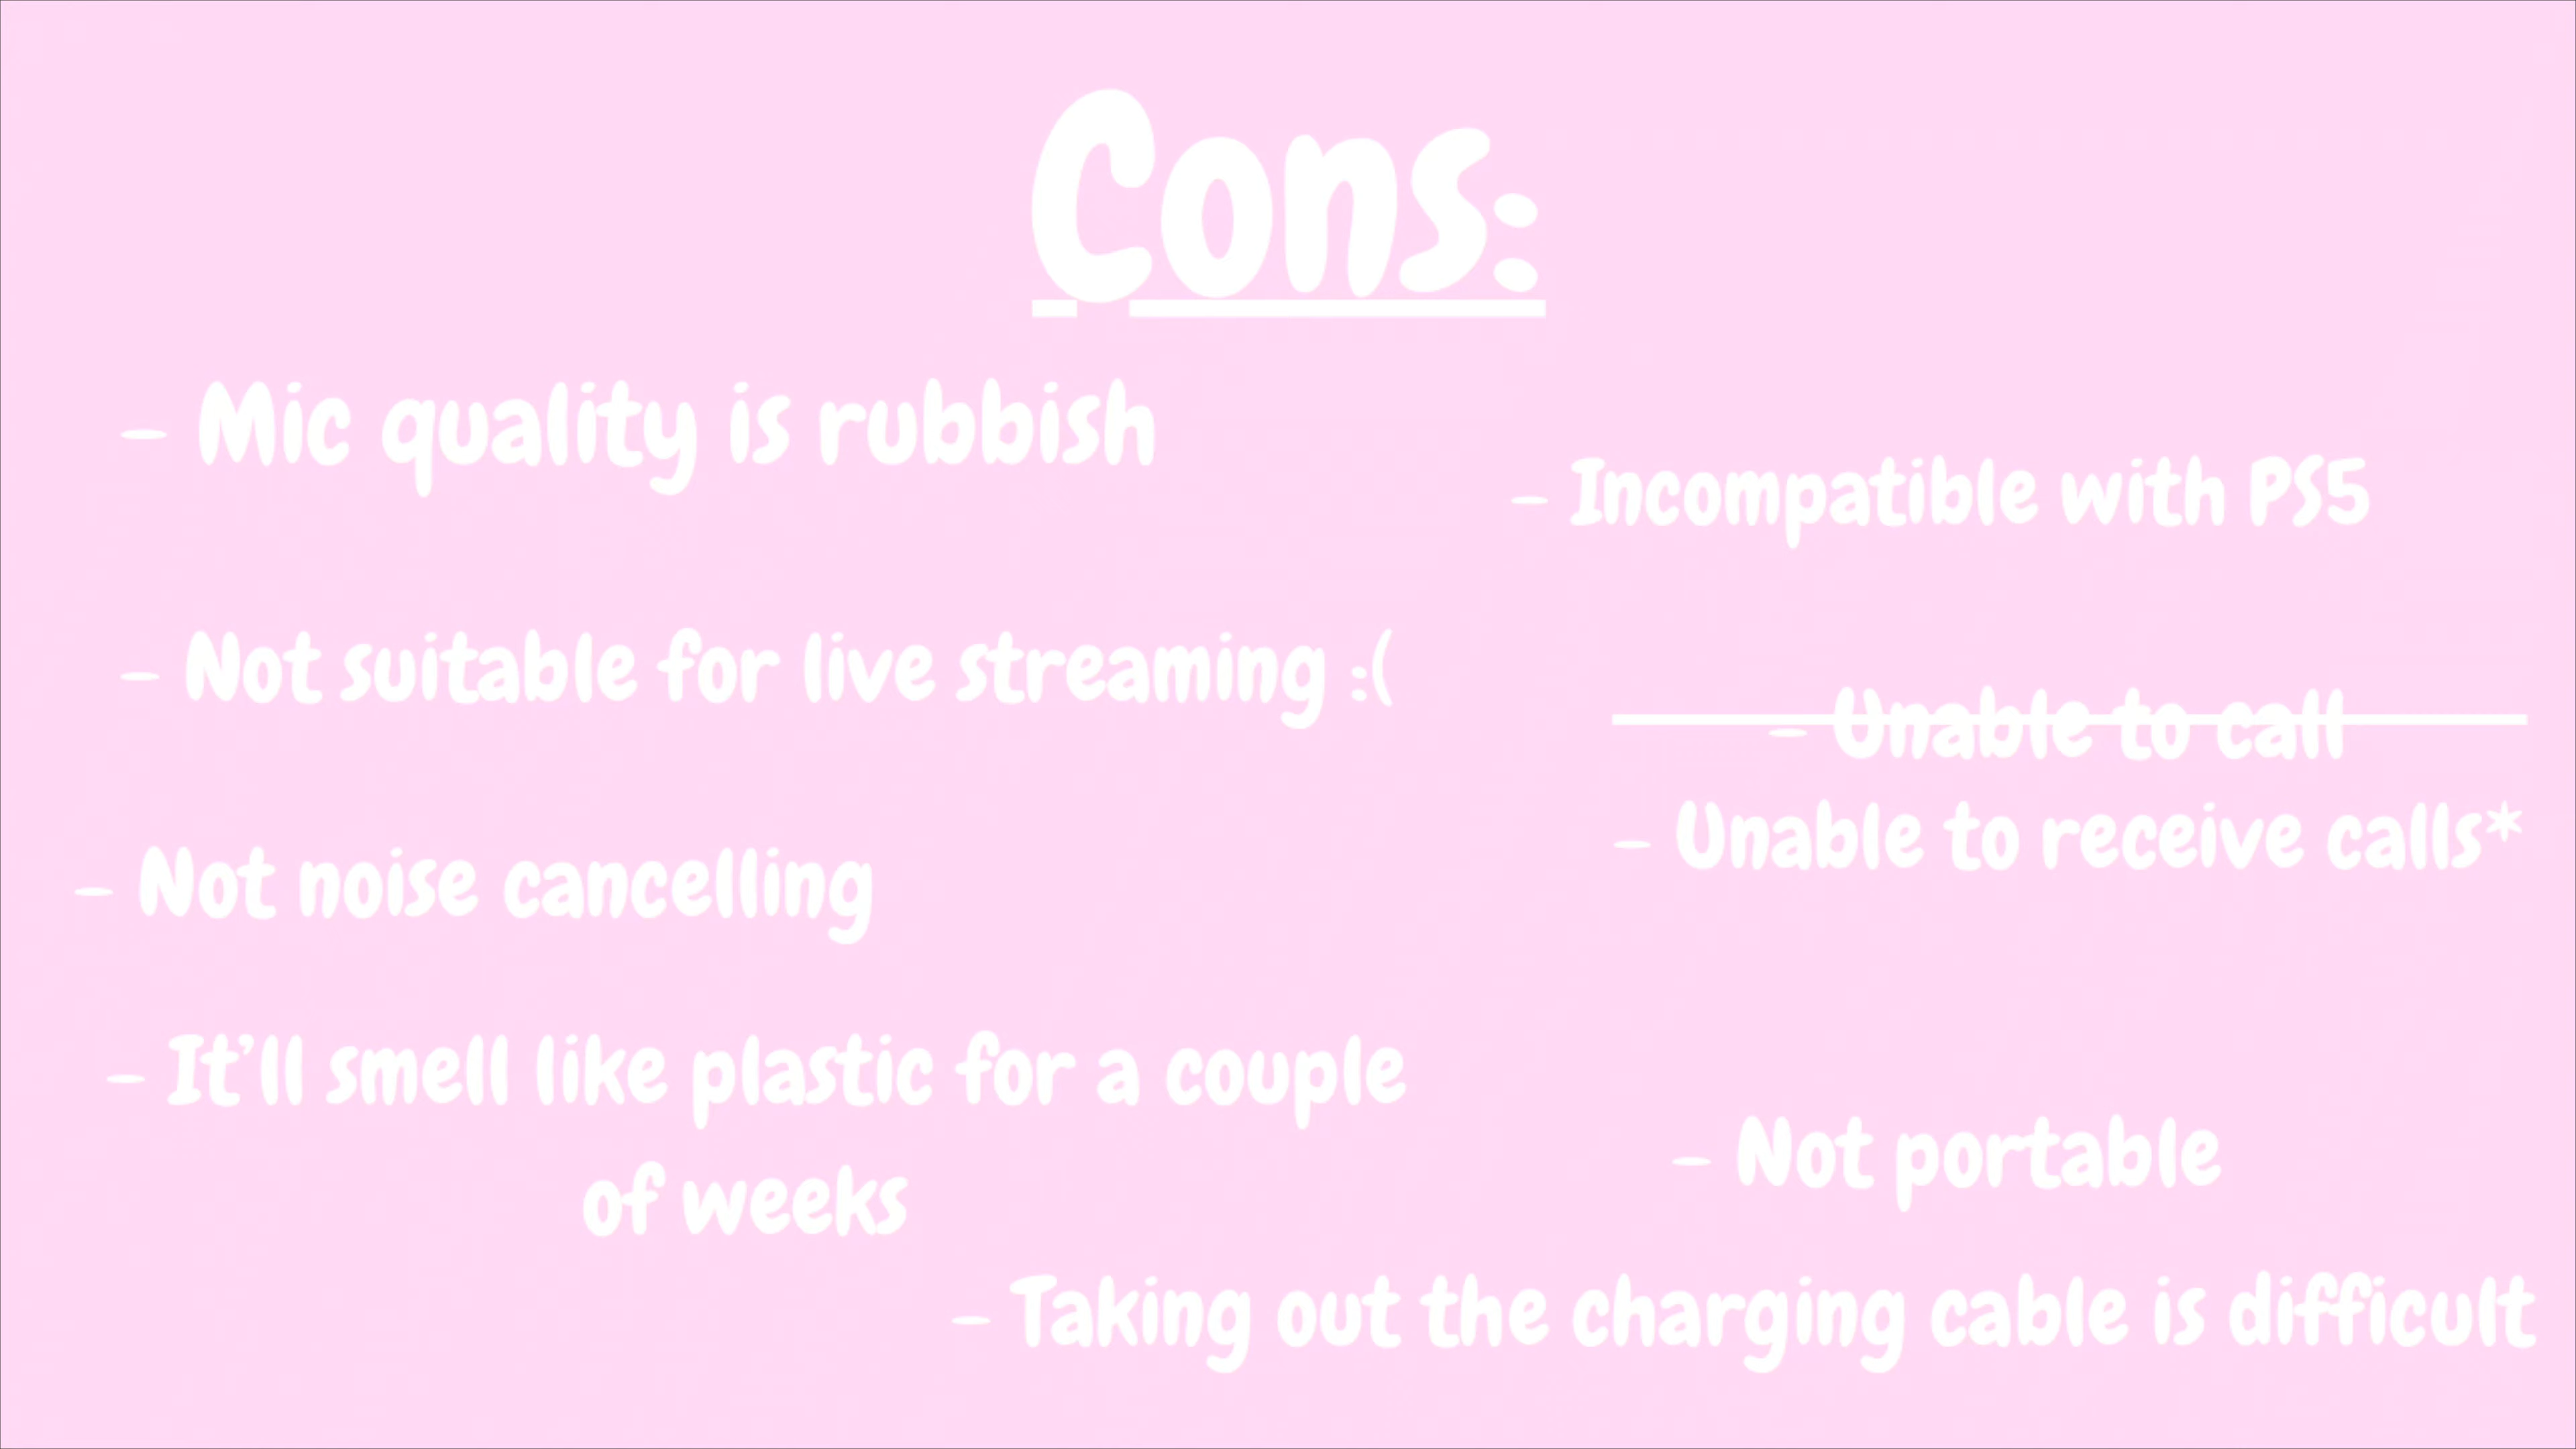 Cons:
- Mic quality is rubbish
- Not suitable for live streaming :(
- Not noise cancelling
- It'll smell like plastic for a couple
of weeks
- Incompatible with PS5
- Unable to call
- Unable to receive calls*
- Not portable
- Taking out the charging cable is difficult